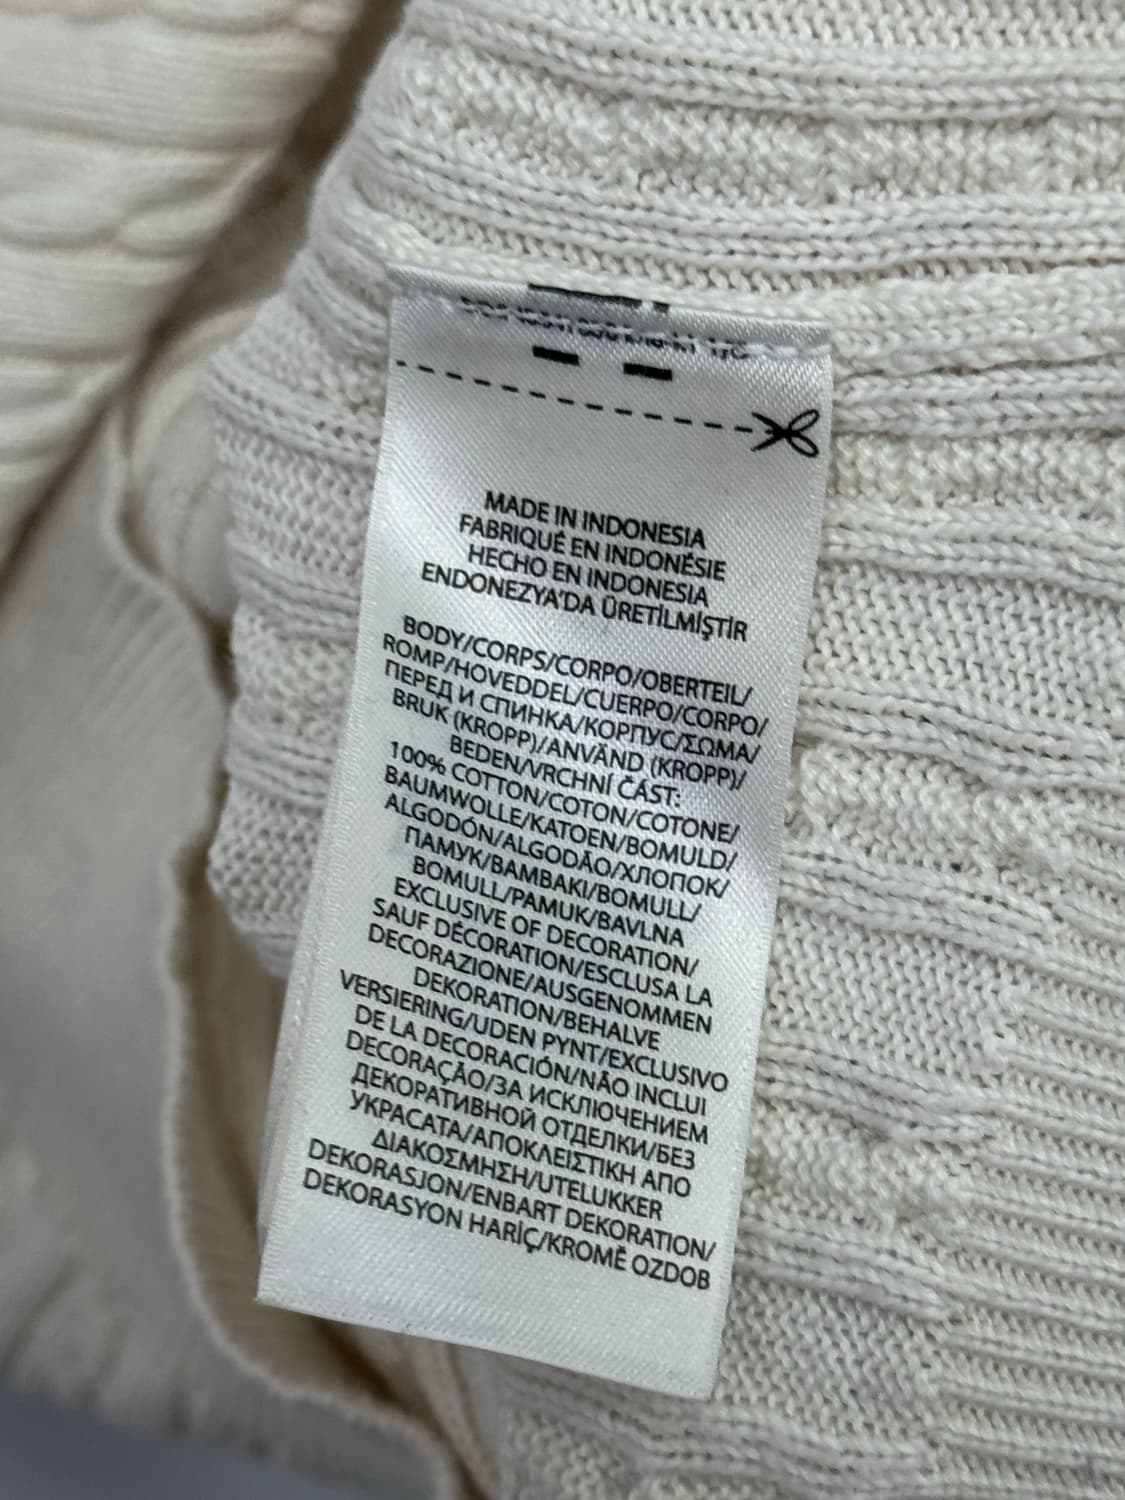 MADE IN INDONESIA
FABRIQUÉ EN INDONÉSIE
HECHO EN INDONESIA
ENDONEZYA'DA ÜRETİLMİŞTİR
BODY/CORPS/CORPO/OBERTEIL/
ROMP/HOVEDDEL/CUERPO/CORPO/
ПЕРЕД И СПИНКА/КОРПУС/ΣΩΜΑ/
BRUK (KROPP)/ANVÄND (KROPP)/
BEDEN/VRCHNÍ ČÁST:
100% COTTON/COTON/COTONE/
BAUMWOLLE/KATOEN/BOMULD/
ALGODÓN/ALGODÃO/ХЛОПОК/
ПАМУК/ΒΑΜΒΑΚΙ/BOMULL/
BOMULL/PAMUK/BAVLNA
EXCLUSIVE OF DECORATION/
SAUF DÉCORATION/ESCLUSA LA
DECORAZIONE/AUSGENOMMEN
DEKORATION/BEHALVE
VERSIERING/UDEN PYNT/EXCLUSIVO
DE LA DECORACIÓN/NÃO INCLUI
DECORAÇÃO/ЗА ИСКЛЮЧЕНИЕМ
ДЕКОРАТИВНОЙ ОТДЕЛКИ/БЕЗ
УКРАСАТА/ΑΠΟΚΛΕΙΣΤΙΚΗ ΑΠΟ
ΔΙΑΚΟΣΜΗΣΗ/UTELUKKER
DEKORASJON/ENBART DEKORATION/
DEKORASYON HARİÇ/KROMĚ OZDOB